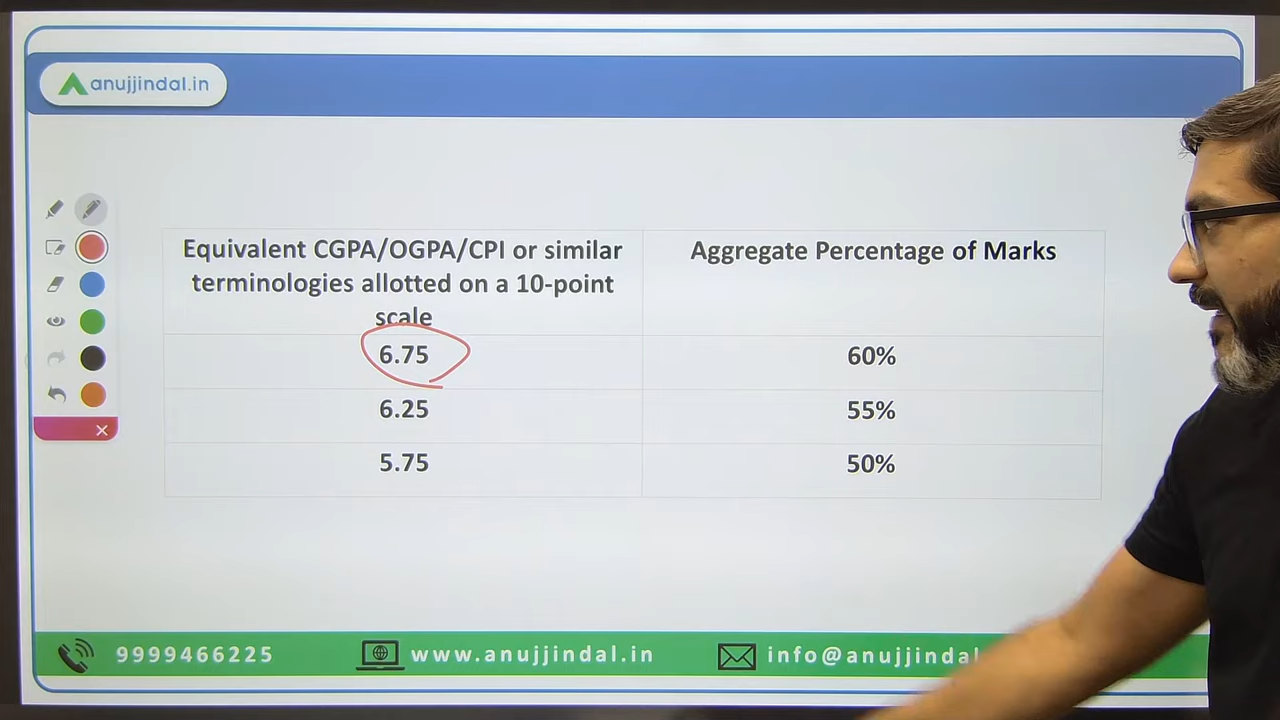 anujjindal.in
Equivalent CGPA/OGPA/CPI or similar
terminologies allotted on a 10-point
scale
Aggregate Percentage of Marks
6.75
60%
6.25
55%
5.75
50%
9999466225
www.anujjindal.in
info@anujjindal